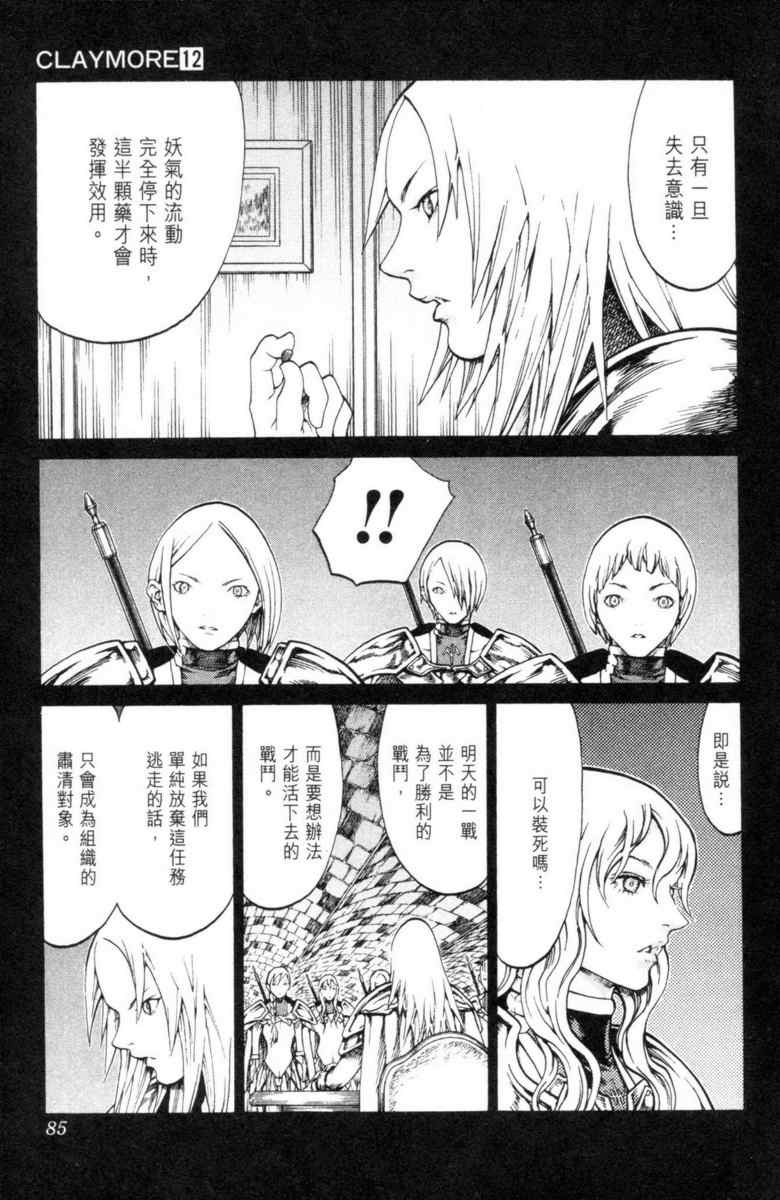 CLAYMORE 12
只有一旦
失去意識…
妖氣的流動
完全停下來時，
這半顆藥才會
發揮效用。
!!
即是說…
可以裝死嗎…
明天的一戰
並不是
為了勝利的
戰鬥，
而是要想辦法
才能活下去的
戰鬥。
如果我們
單純放棄這任務
逃走的話，
只會成為組織的
肅清對象。
85